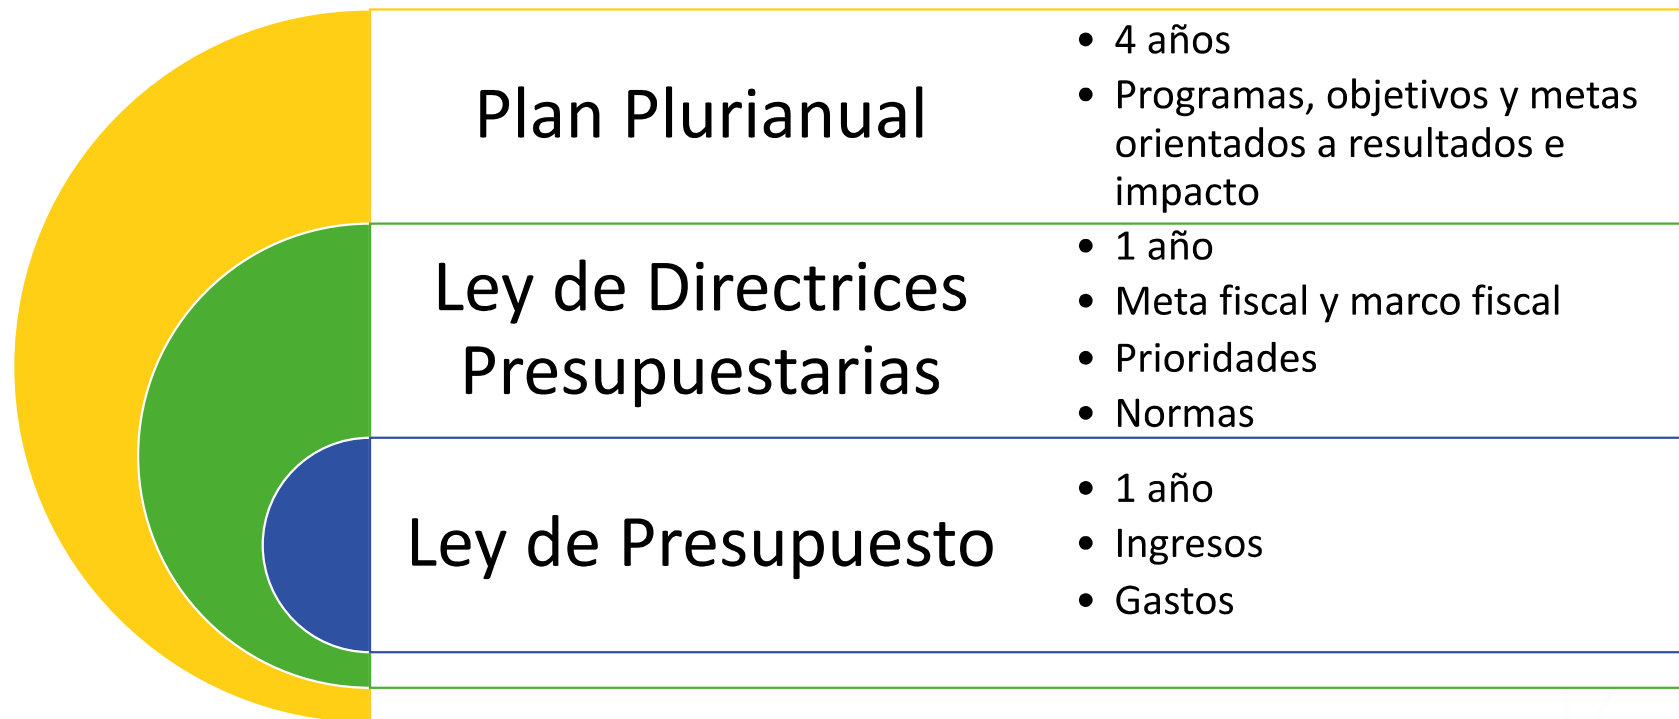 Plan Plurianual
• 4 años
• Programas, objetivos y metas
orientados a resultados e
impacto
Ley de Directrices
Presupuestarias
• 1 año
• Meta fiscal y marco fiscal
• Prioridades
• Normas
Ley de Presupuesto
• 1 año
• Ingresos
• Gastos